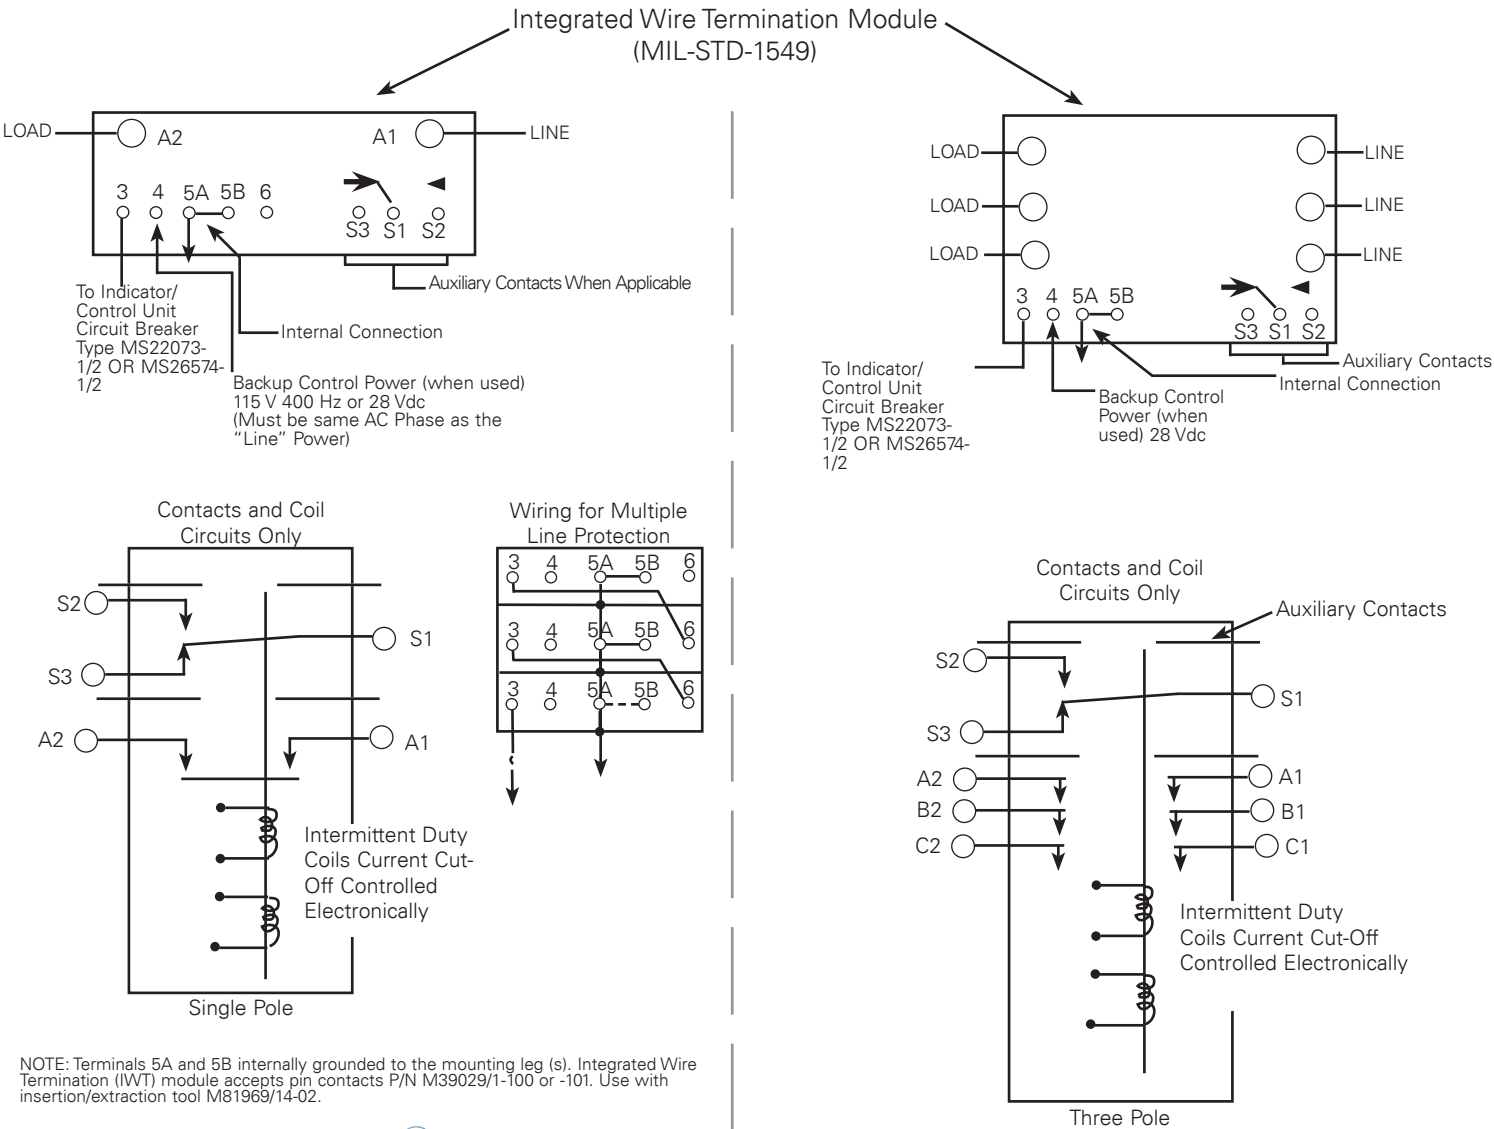 Integrated Wire Termination Module
(MIL-STD-1549)
LOAD
A2
A1
LINE
3 4 5A 5B 6
S3 S1 S2
To Indicator/
Control Unit
Circuit Breaker
Type MS22073-
1/2 OR MS26574-
1/2
Auxiliary Contacts When Applicable
Internal Connection
Backup Control Power (when used)
115 V 400 Hz or 28 Vdc
(Must be same AC Phase as the
“Line” Power)
LOAD
LINE
LOAD
LINE
LOAD
LINE
3 4 5A 5B
S3 S1 S2
To Indicator/
Control Unit
Circuit Breaker
Type MS22073-
1/2 OR MS26574-
1/2
Auxiliary Contacts
Internal Connection
Backup Control
Power (when
used) 28 Vdc
Contacts and Coil
Circuits Only
S2
S1
S3
A2
A1
Intermittent Duty
Coils Current Cut-
Off Controlled
Electronically
Single Pole
Wiring for Multiple
Line Protection
3 4 5A 5B 6
3 4 5A 5B 6
3 4 5A 5B 6
Contacts and Coil
Circuits Only
Auxiliary Contacts
S2
S1
S3
A2
A1
B2
B1
C2
C1
Intermittent Duty
Coils Current Cut-Off
Controlled Electronically
Three Pole
NOTE: Terminals 5A and 5B internally grounded to the mounting leg (s). Integrated Wire
Termination (IWT) module accepts pin contacts P/N M39029/1-100 or -101. Use with
insertion/extraction tool M81969/14-02.